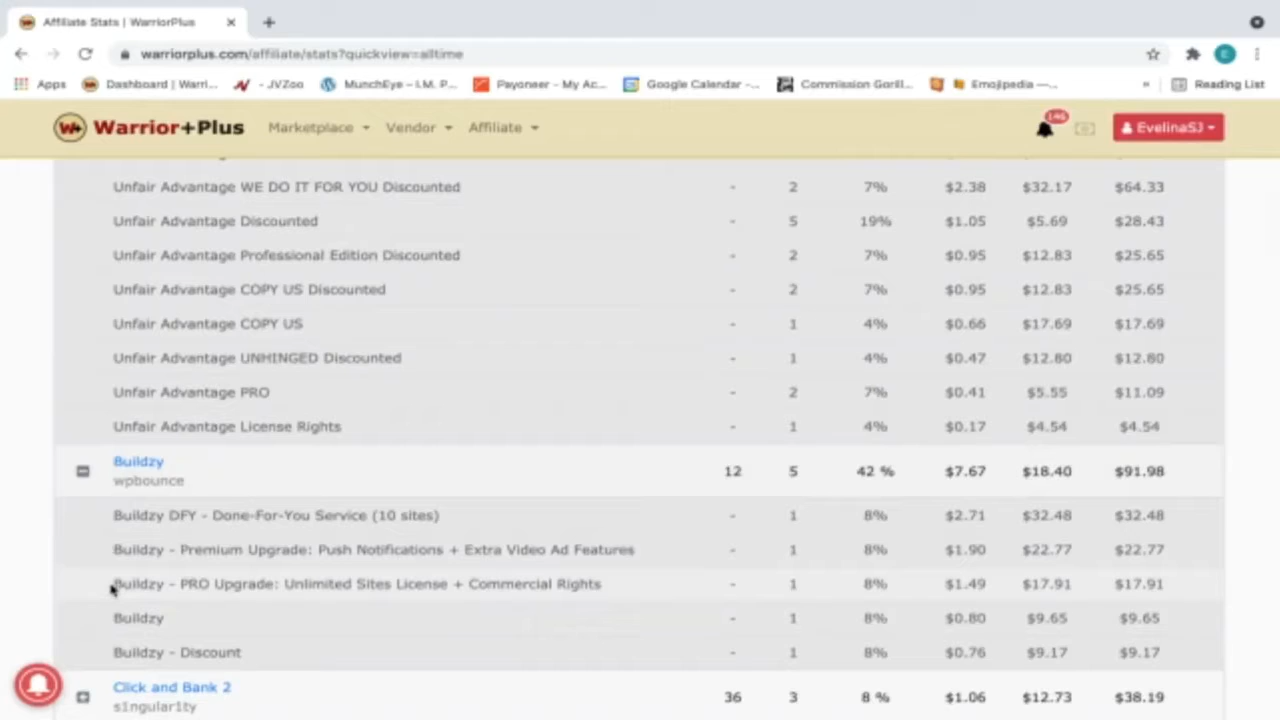 Affiliate Stats | WarriorPlus
warriorplus.com/affiliate/stats?quickview=alltime
Apps Dashboard | Warri... - JVZoo MunchEye – I.M. P... Payoneer - My Ac... Google Calendar -... Commission Gorill... Emojipedia —... » Reading List
W+ Warrior+Plus Marketplace Vendor Affiliate 146 EvelinaSJ
Unfair Advantage WE DO IT FOR YOU Discounted - 2 7% $2.38 $32.17 $64.33
Unfair Advantage Discounted - 5 19% $1.05 $5.69 $28.43
Unfair Advantage Professional Edition Discounted - 2 7% $0.95 $12.83 $25.65
Unfair Advantage COPY US Discounted - 2 7% $0.95 $12.83 $25.65
Unfair Advantage COPY US - 1 4% $0.66 $17.69 $17.69
Unfair Advantage UNHINGED Discounted - 1 4% $0.47 $12.80 $12.80
Unfair Advantage PRO - 2 7% $0.41 $5.55 $11.09
Unfair Advantage License Rights - 1 4% $0.17 $4.54 $4.54
Buildzy 12 5 42 % $7.67 $18.40 $91.98
wpbounce
Buildzy DFY - Done-For-You Service (10 sites) - 1 8% $2.71 $32.48 $32.48
Buildzy - Premium Upgrade: Push Notifications + Extra Video Ad Features - 1 8% $1.90 $22.77 $22.77
Buildzy - PRO Upgrade: Unlimited Sites License + Commercial Rights - 1 8% $1.49 $17.91 $17.91
Buildzy - 1 8% $0.80 $9.65 $9.65
Buildzy - Discount - 1 8% $0.76 $9.17 $9.17
Click and Bank 2 36 3 8 % $1.06 $12.73 $38.19
s1ngular1ty